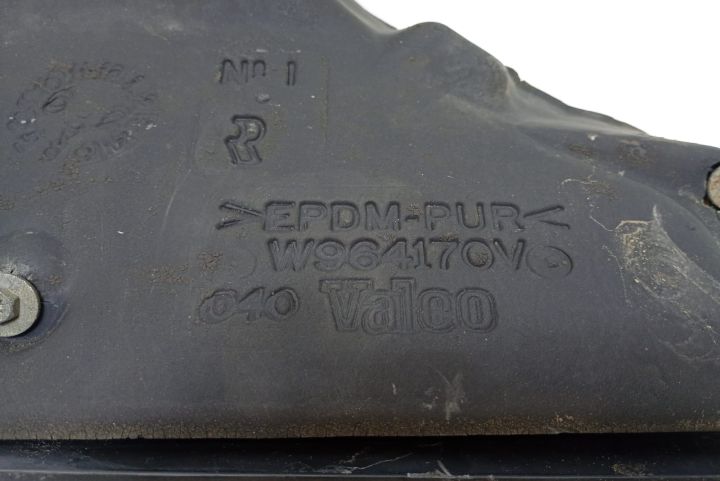 Nº 1
R
>EPDM-PUR<
W964170V
040 Valeo